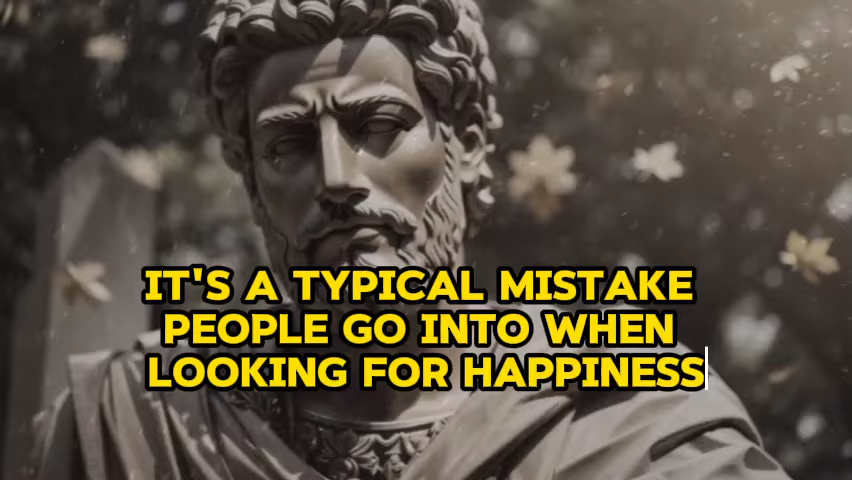 IT'S A TYPICAL MISTAKE
PEOPLE GO INTO WHEN
LOOKING FOR HAPPINESS